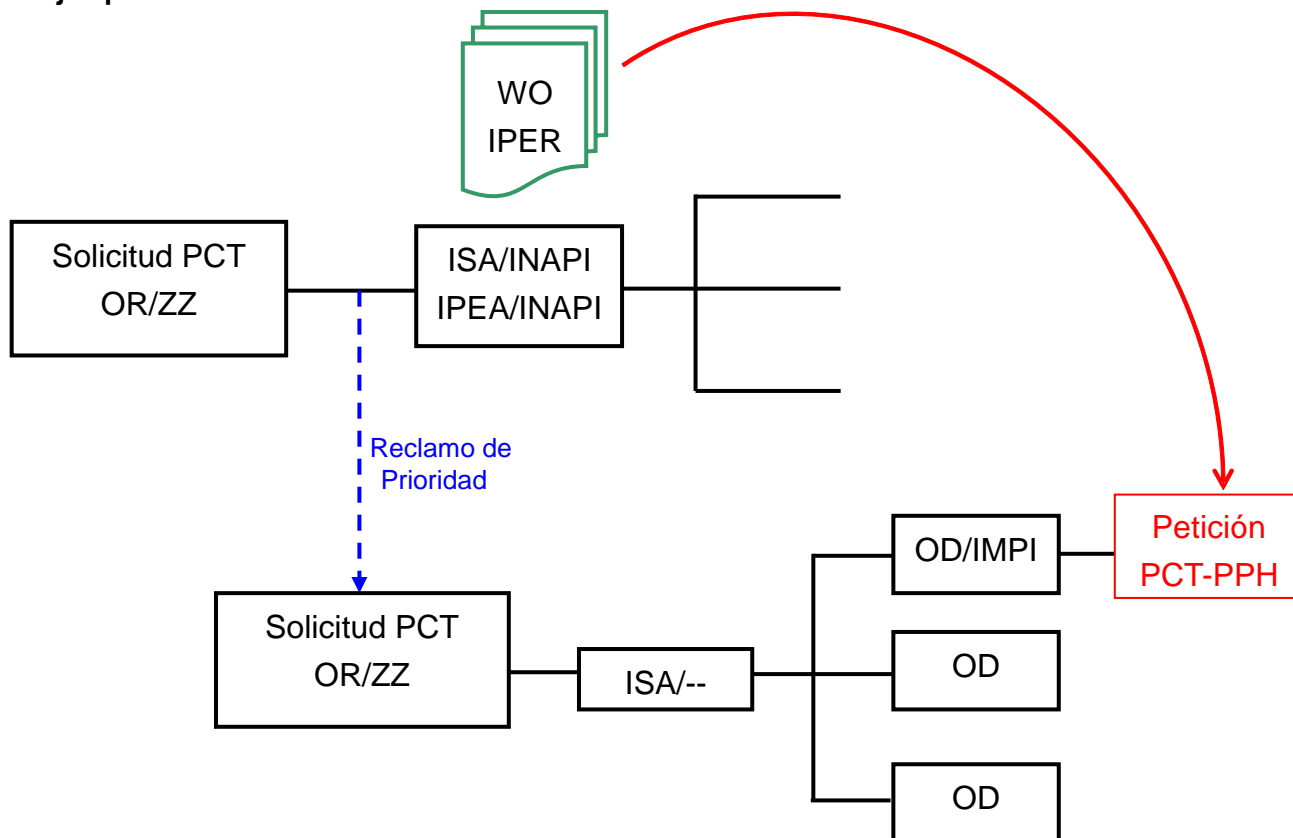 WO
IPER
Solicitud PCT
OR/ZZ
ISA/INAPI
IPEA/INAPI
Reclamo de
Prioridad
Solicitud PCT
OR/ZZ
ISA/--
OD/IMPI
Petición
PCT-PPH
OD
OD